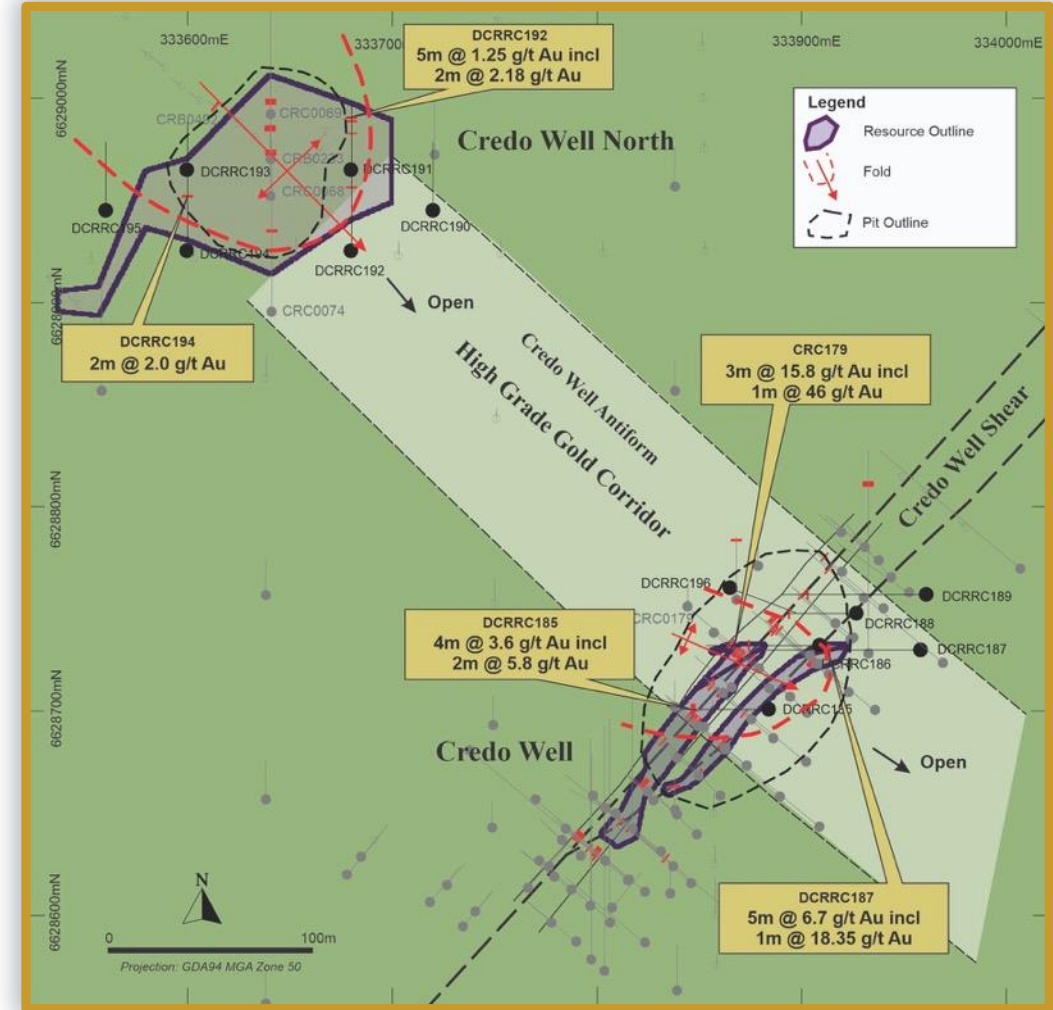 333600mE
333700
333900mE
334000mE
6629000mN
DCRRC192
5m @ 1.25 g/t Au incl
2m @ 2.18 g/t Au
Legend
Resource Outline
Fold
Pit Outline
Credo Well North
CRC0069
CRB0223
CRC0068
DCRRC193
DCRRC191
DCRRC195
DCRRC194
DCRRC192
DCRRC190
CRC0074
Open
DCRRC194
2m @ 2.0 g/t Au
Credo Well Antiform
High Grade Gold Corridor
CRC179
3m @ 15.8 g/t Au incl
1m @ 46 g/t Au
Credo Well Shear
6628800mN
DCRRC196
DCRRC189
DCRRC188
DCRRC187
DCRRC186
CRC0179
DCRRC185
4m @ 3.6 g/t Au incl
2m @ 5.8 g/t Au
6628700mN
Credo Well
Open
DCRRC187
5m @ 6.7 g/t Au incl
1m @ 18.35 g/t Au
6628600mN
N
0 100m
Projection: GDA94 MGA Zone 50